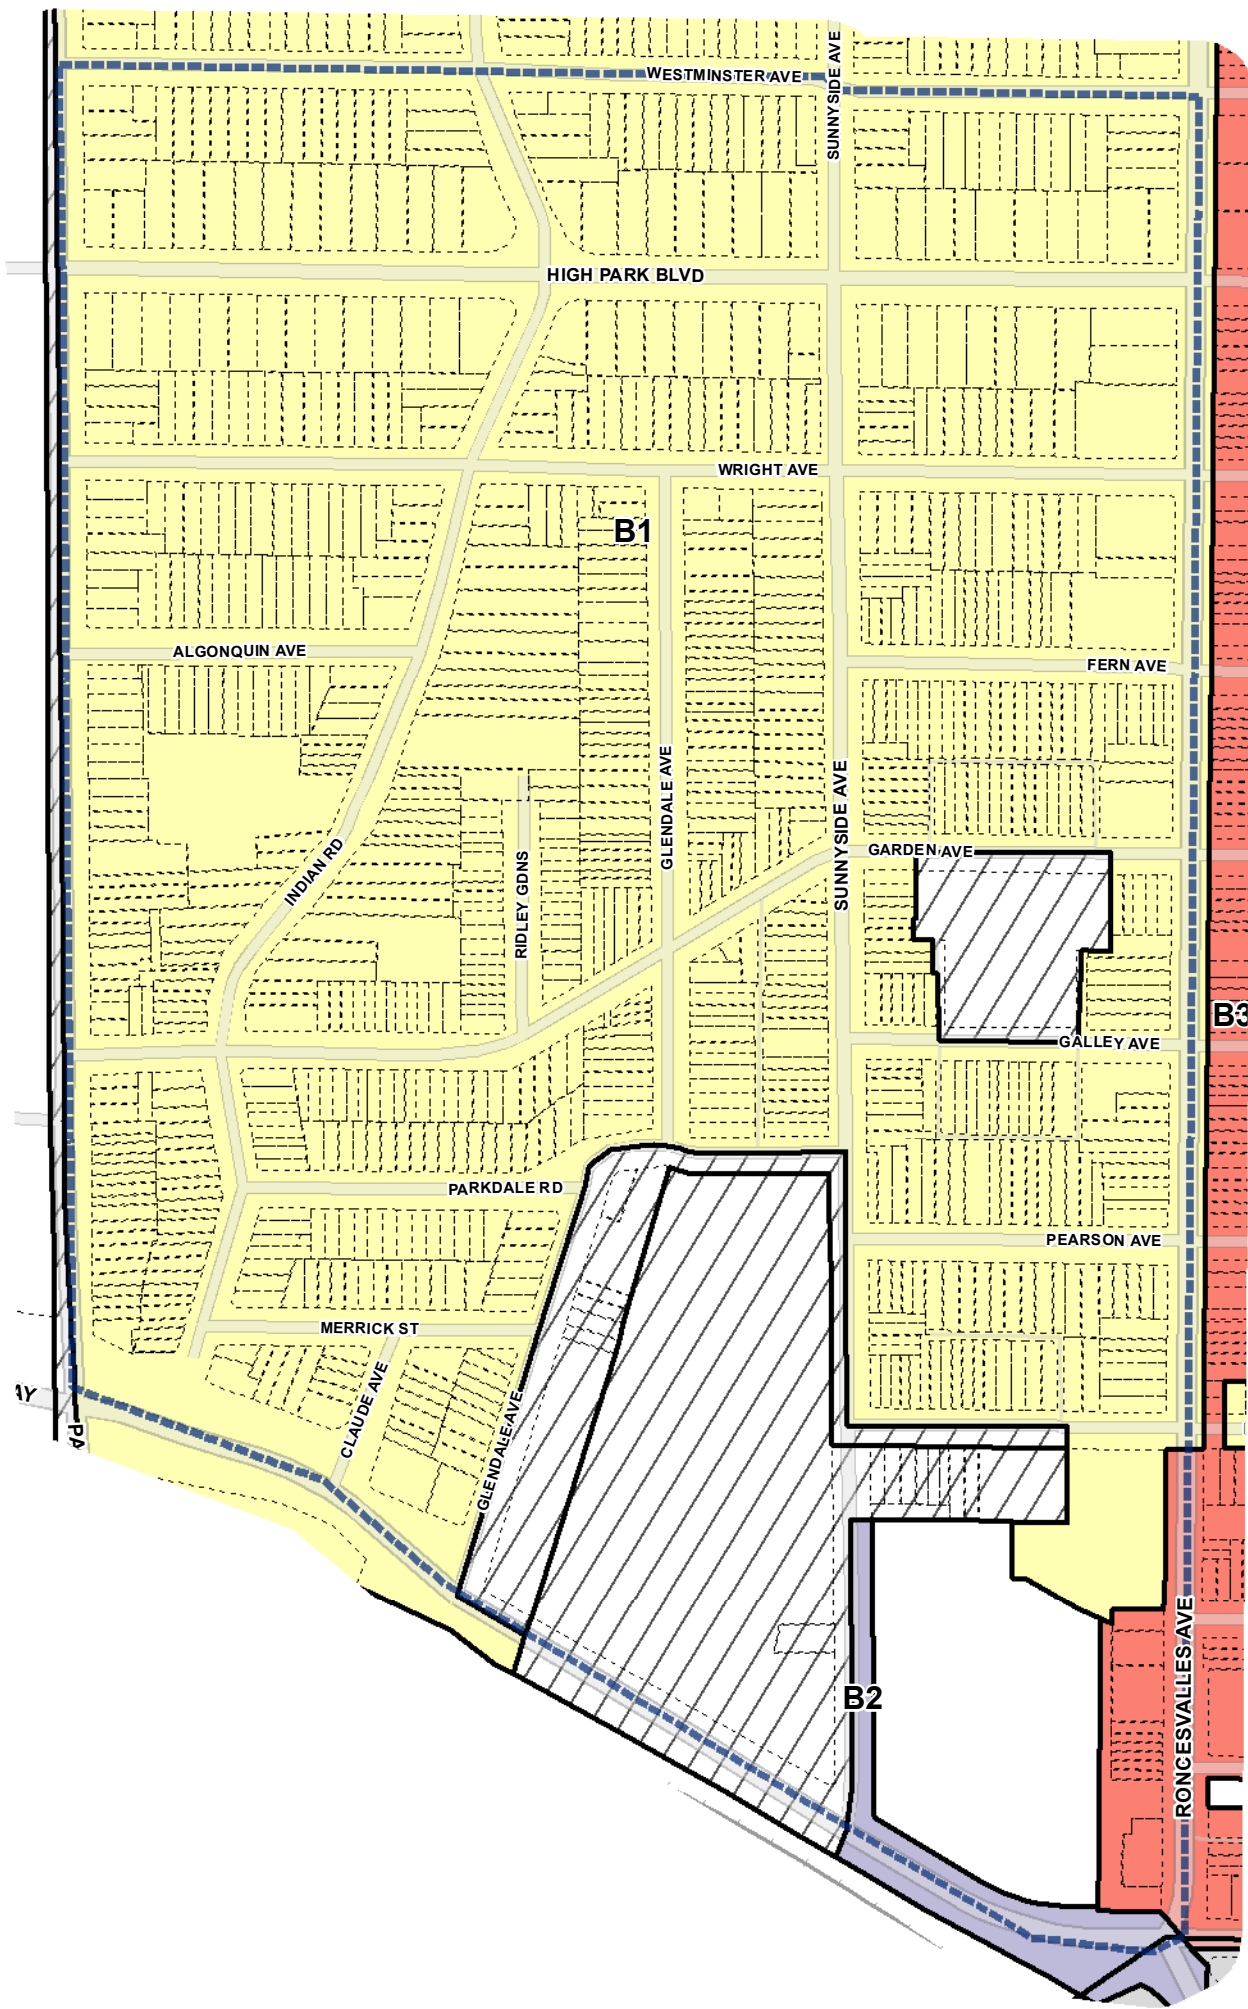 SUNNYSIDE AVE
WESTMINSTER AVE
HIGH PARK BLVD
WRIGHT AVE
B1
ALGONQUIN AVE
FERN AVE
GLENDALE AVE
SUNNYSIDE AVE
INDIAN RD
RIDLEY GDNS
GARDEN AVE
B3
GALLEY AVE
PARKDALE RD
PEARSON AVE
MERRICK ST
CLAUDE AVE
GLENDALE AVE
AY
PA
B2
RONCESVALLES AVE